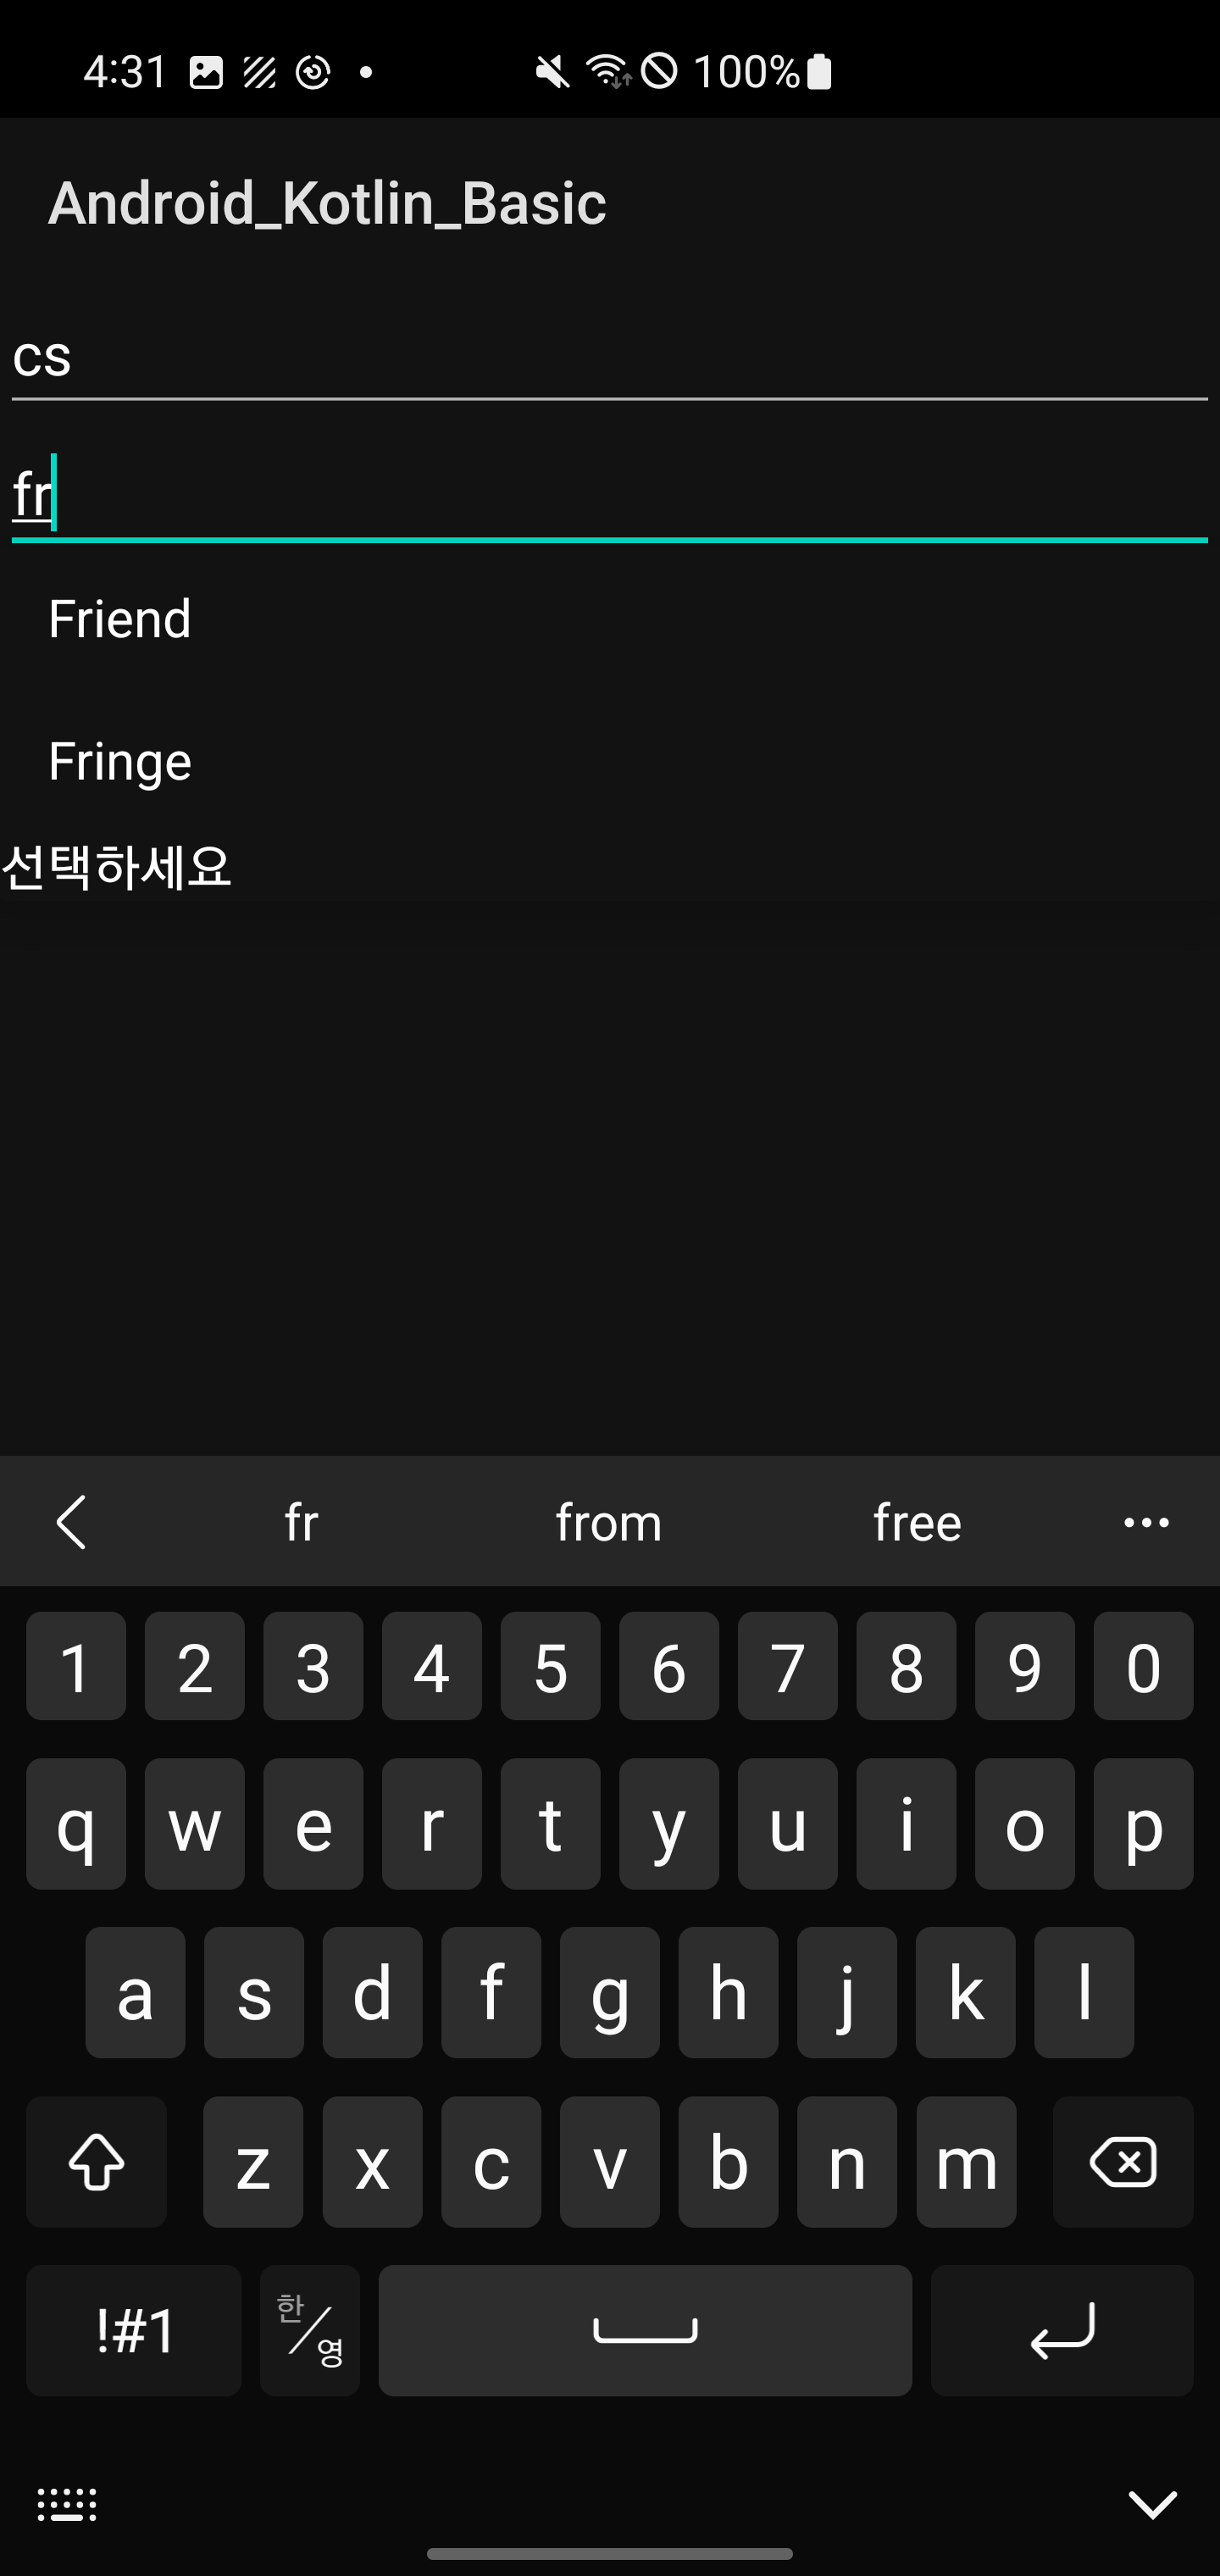 4:31 100%
Android_Kotlin_Basic
cs
fr
Friend
Fringe
선택하세요
fr from free
1 2 3 4 5 6 7 8 9 0
q w e r t y u i o p
a s d f g h j k l
z x c v b n m
!#1 한/영